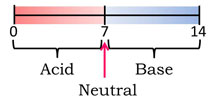 0 7 14
Acid Base
Neutral